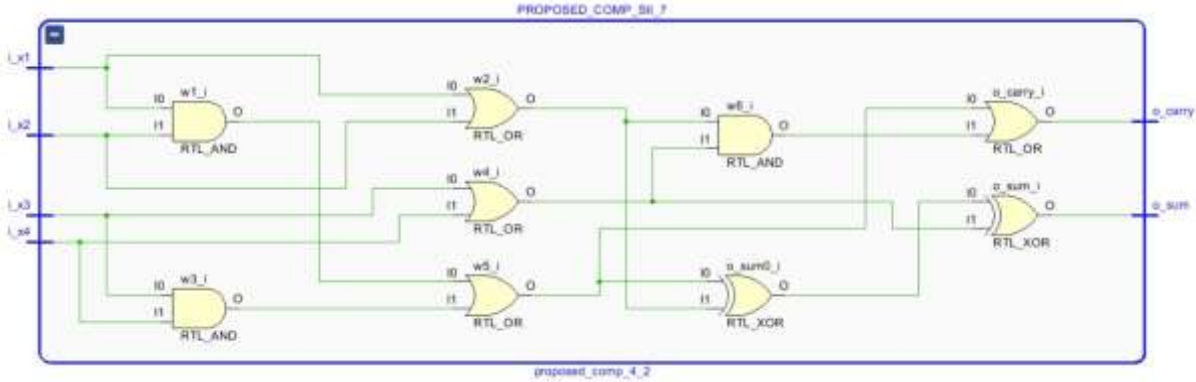 PROPOSED_COMP_SII_7
i_x1
i_x2
i_x3
i_x4
w1_i
I0
I1
O
RTL_AND
w3_i
I0
I1
O
RTL_AND
w2_i
I0
I1
O
RTL_OR
w4_i
I0
I1
O
RTL_OR
w5_i
I0
I1
O
RTL_OR
w6_i
I0
I1
O
RTL_AND
o_sum0_i
I0
I1
O
RTL_XOR
o_carry_i
I0
I1
O
RTL_OR
o_sum_i
I0
I1
O
RTL_XOR
o_carry
o_sum
proposed_comp_4_2